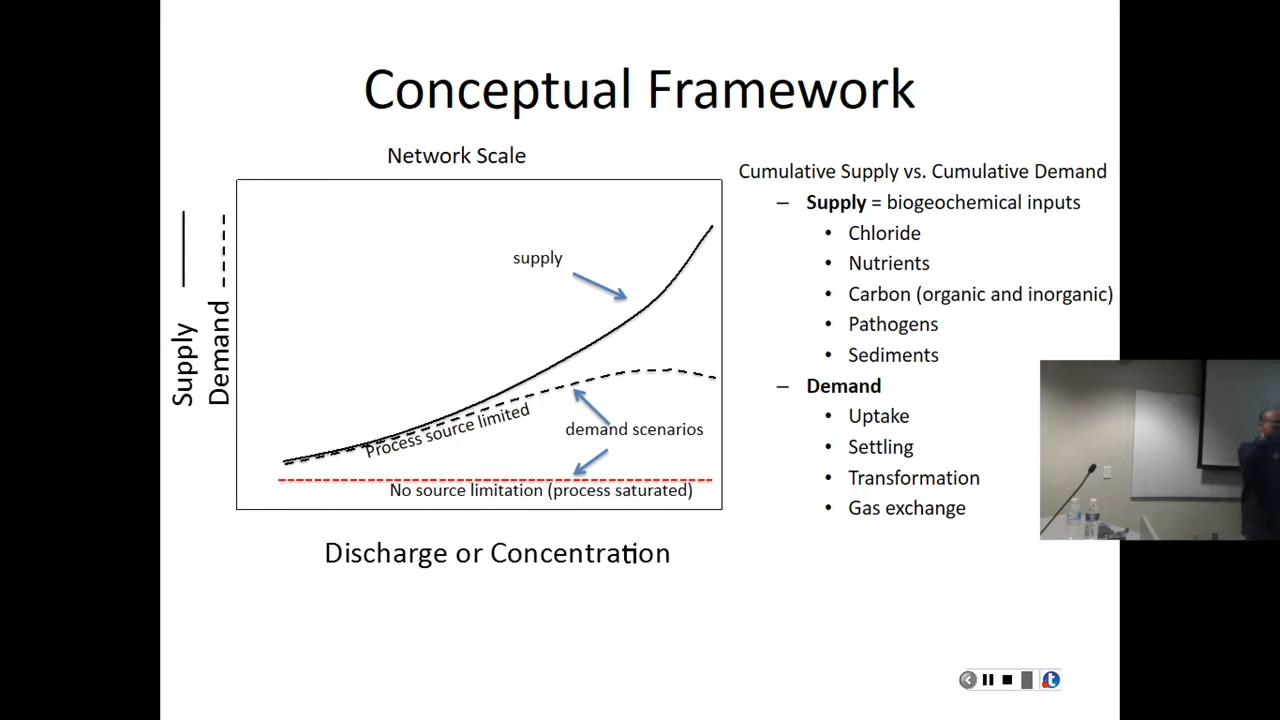 Conceptual Framework
Network Scale
Supply
Demand
supply
Process source limited
demand scenarios
No source limitation (process saturated)
Discharge or Concentration
Cumulative Supply vs. Cumulative Demand
– Supply = biogeochemical inputs
• Chloride
• Nutrients
• Carbon (organic and inorganic)
• Pathogens
• Sediments
– Demand
• Uptake
• Settling
• Transformation
• Gas exchange
t